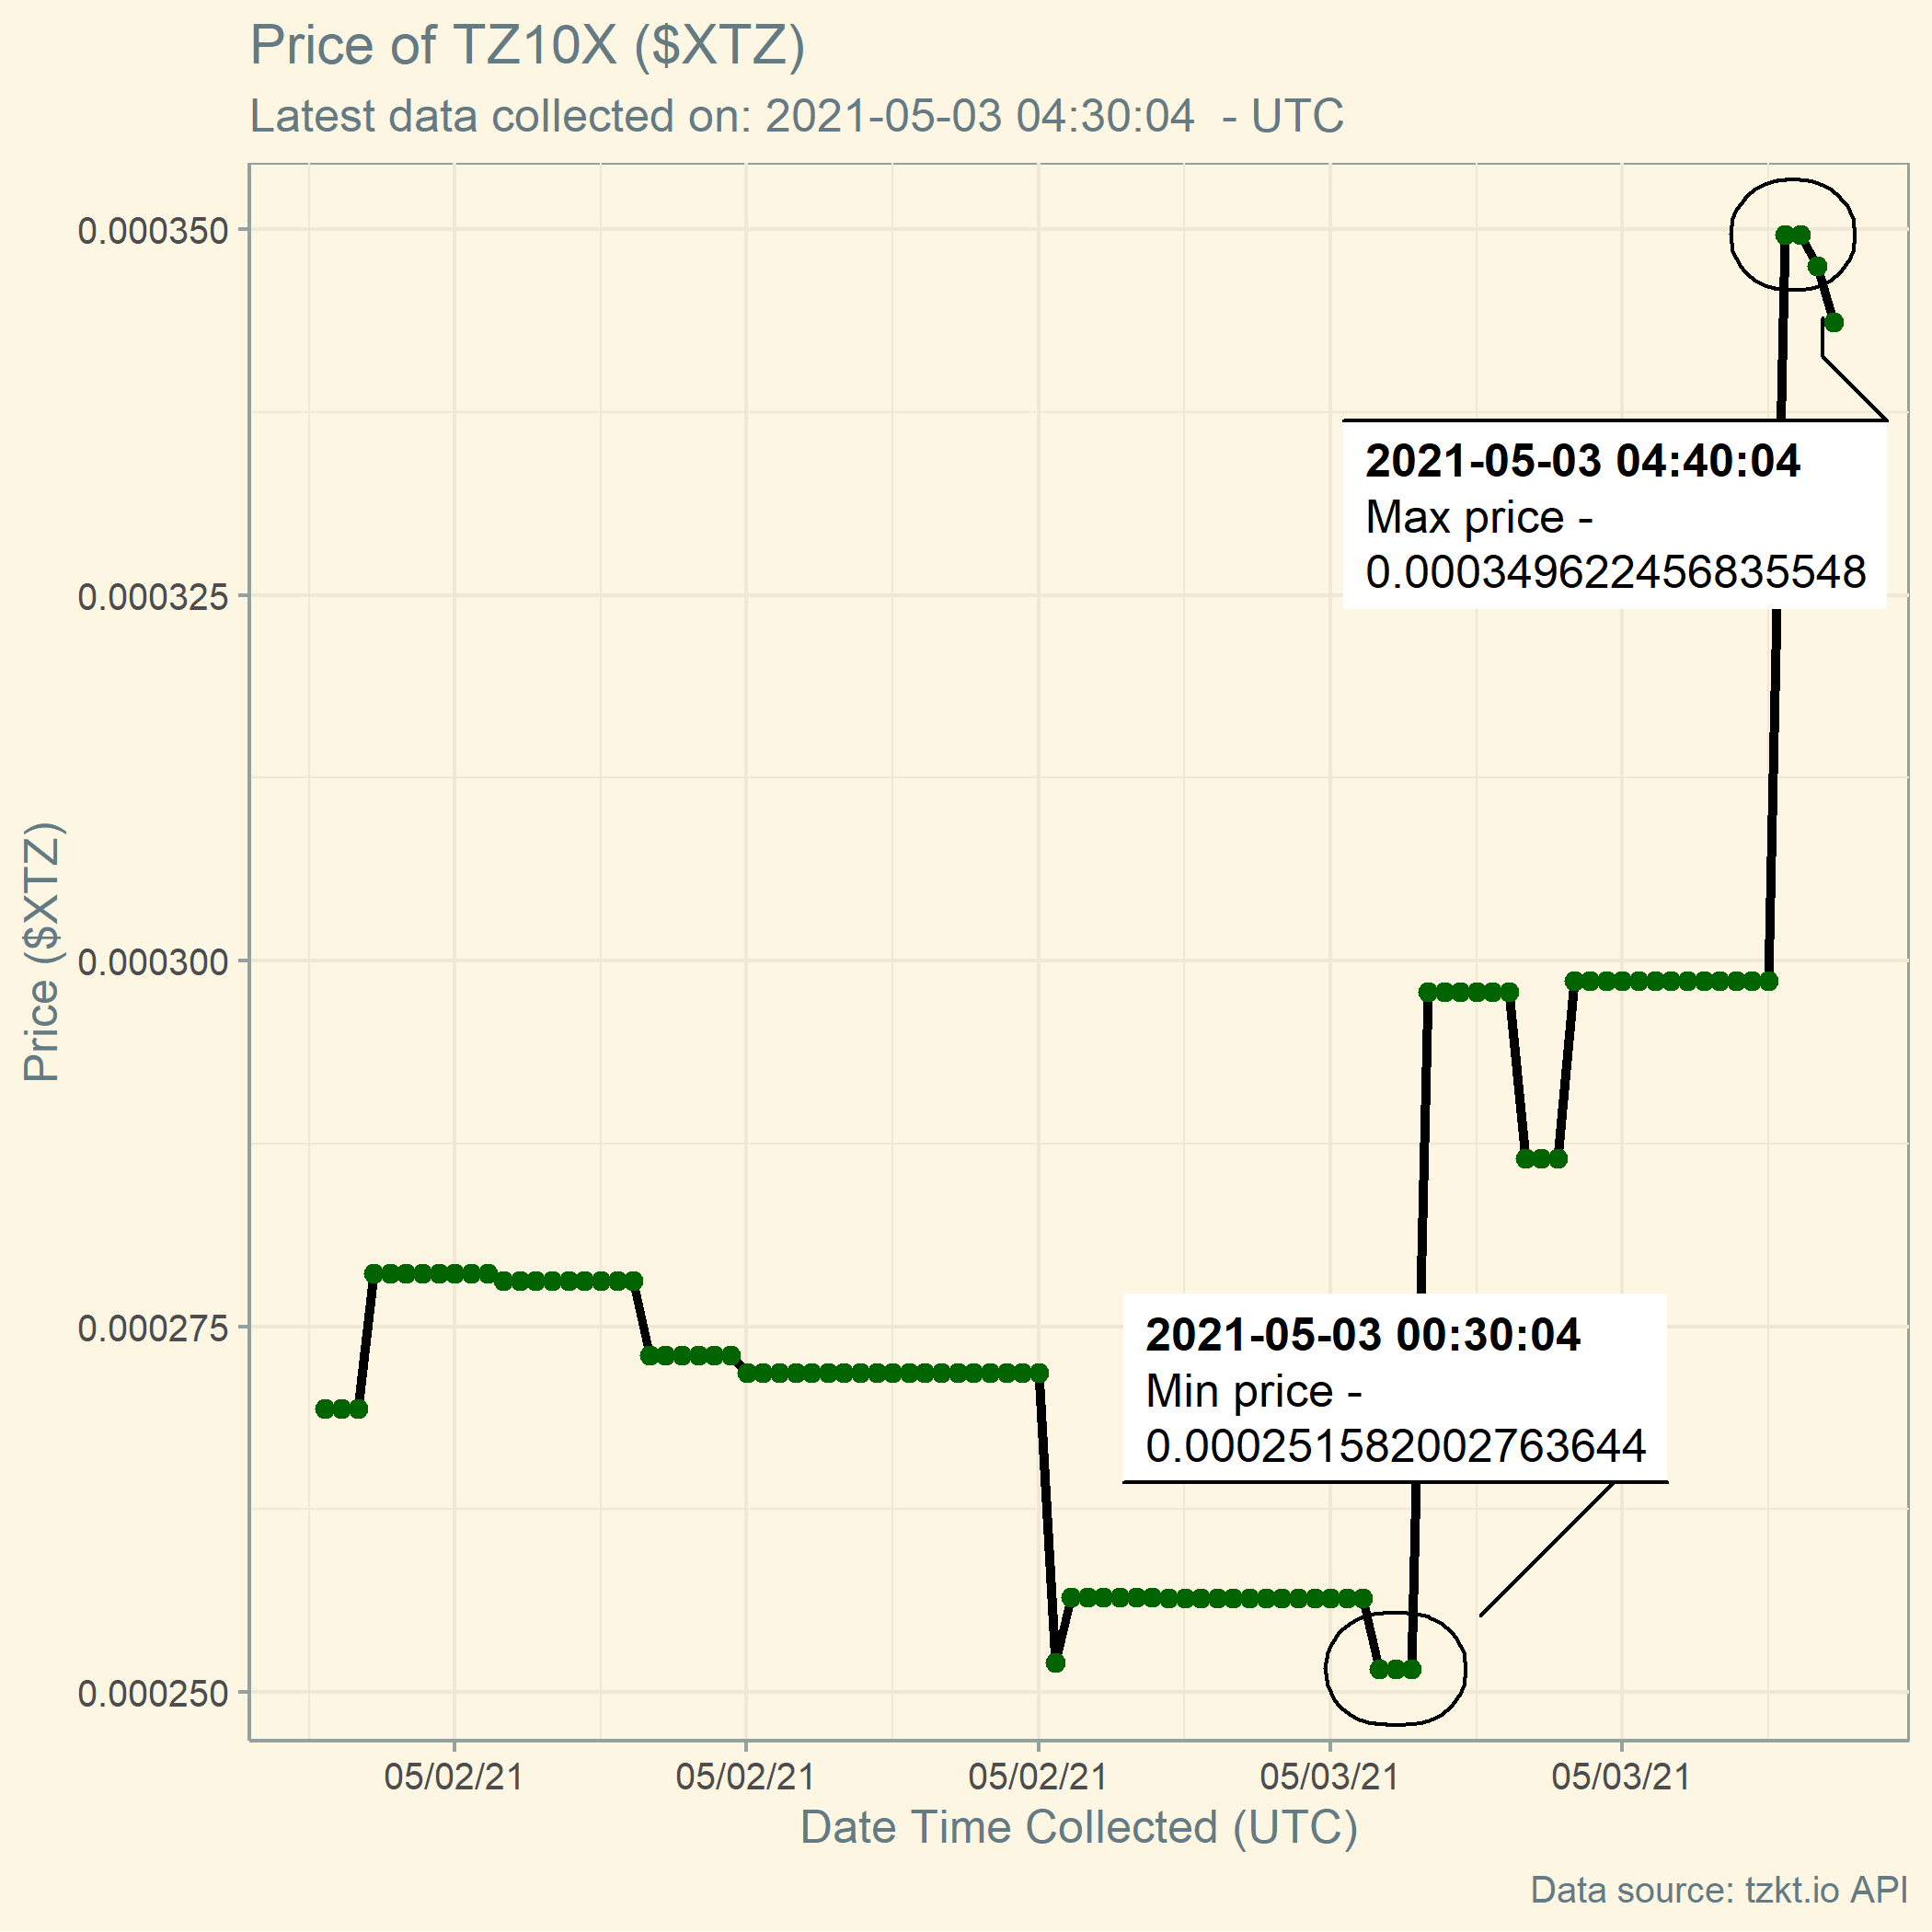 Price of TZ10X ($XTZ)
Latest data collected on: 2021-05-03 04:30:04  - UTC
0.000350
0.000325
0.000300
0.000275
0.000250
Price ($XTZ)
2021-05-03 04:40:04
Max price -
0.000349622456835548
2021-05-03 00:30:04
Min price -
0.000251582002763644
05/02/21
05/02/21
05/02/21
05/03/21
05/03/21
Date Time Collected (UTC)
Data source: tzkt.io API